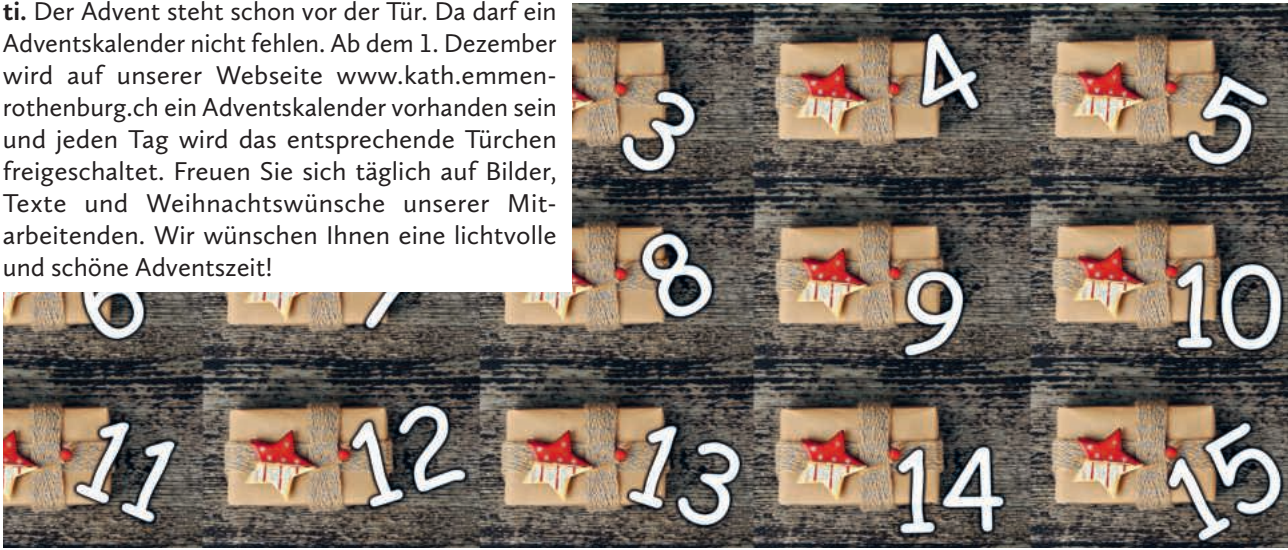 ti. Der Advent steht schon vor der Tür. Da darf ein
Adventskalender nicht fehlen. Ab dem 1. Dezember
wird auf unserer Webseite www.kath.emmen-
rothenburg.ch ein Adventskalender vorhanden sein
und jeden Tag wird das entsprechende Türchen
freigeschaltet. Freuen Sie sich täglich auf Bilder,
Texte und Weihnachtswünsche unserer Mit-
arbeitenden. Wir wünschen Ihnen eine lichtvolle
und schöne Adventszeit!
3 4 5
6 7 8 9 10
11 12 13 14 15